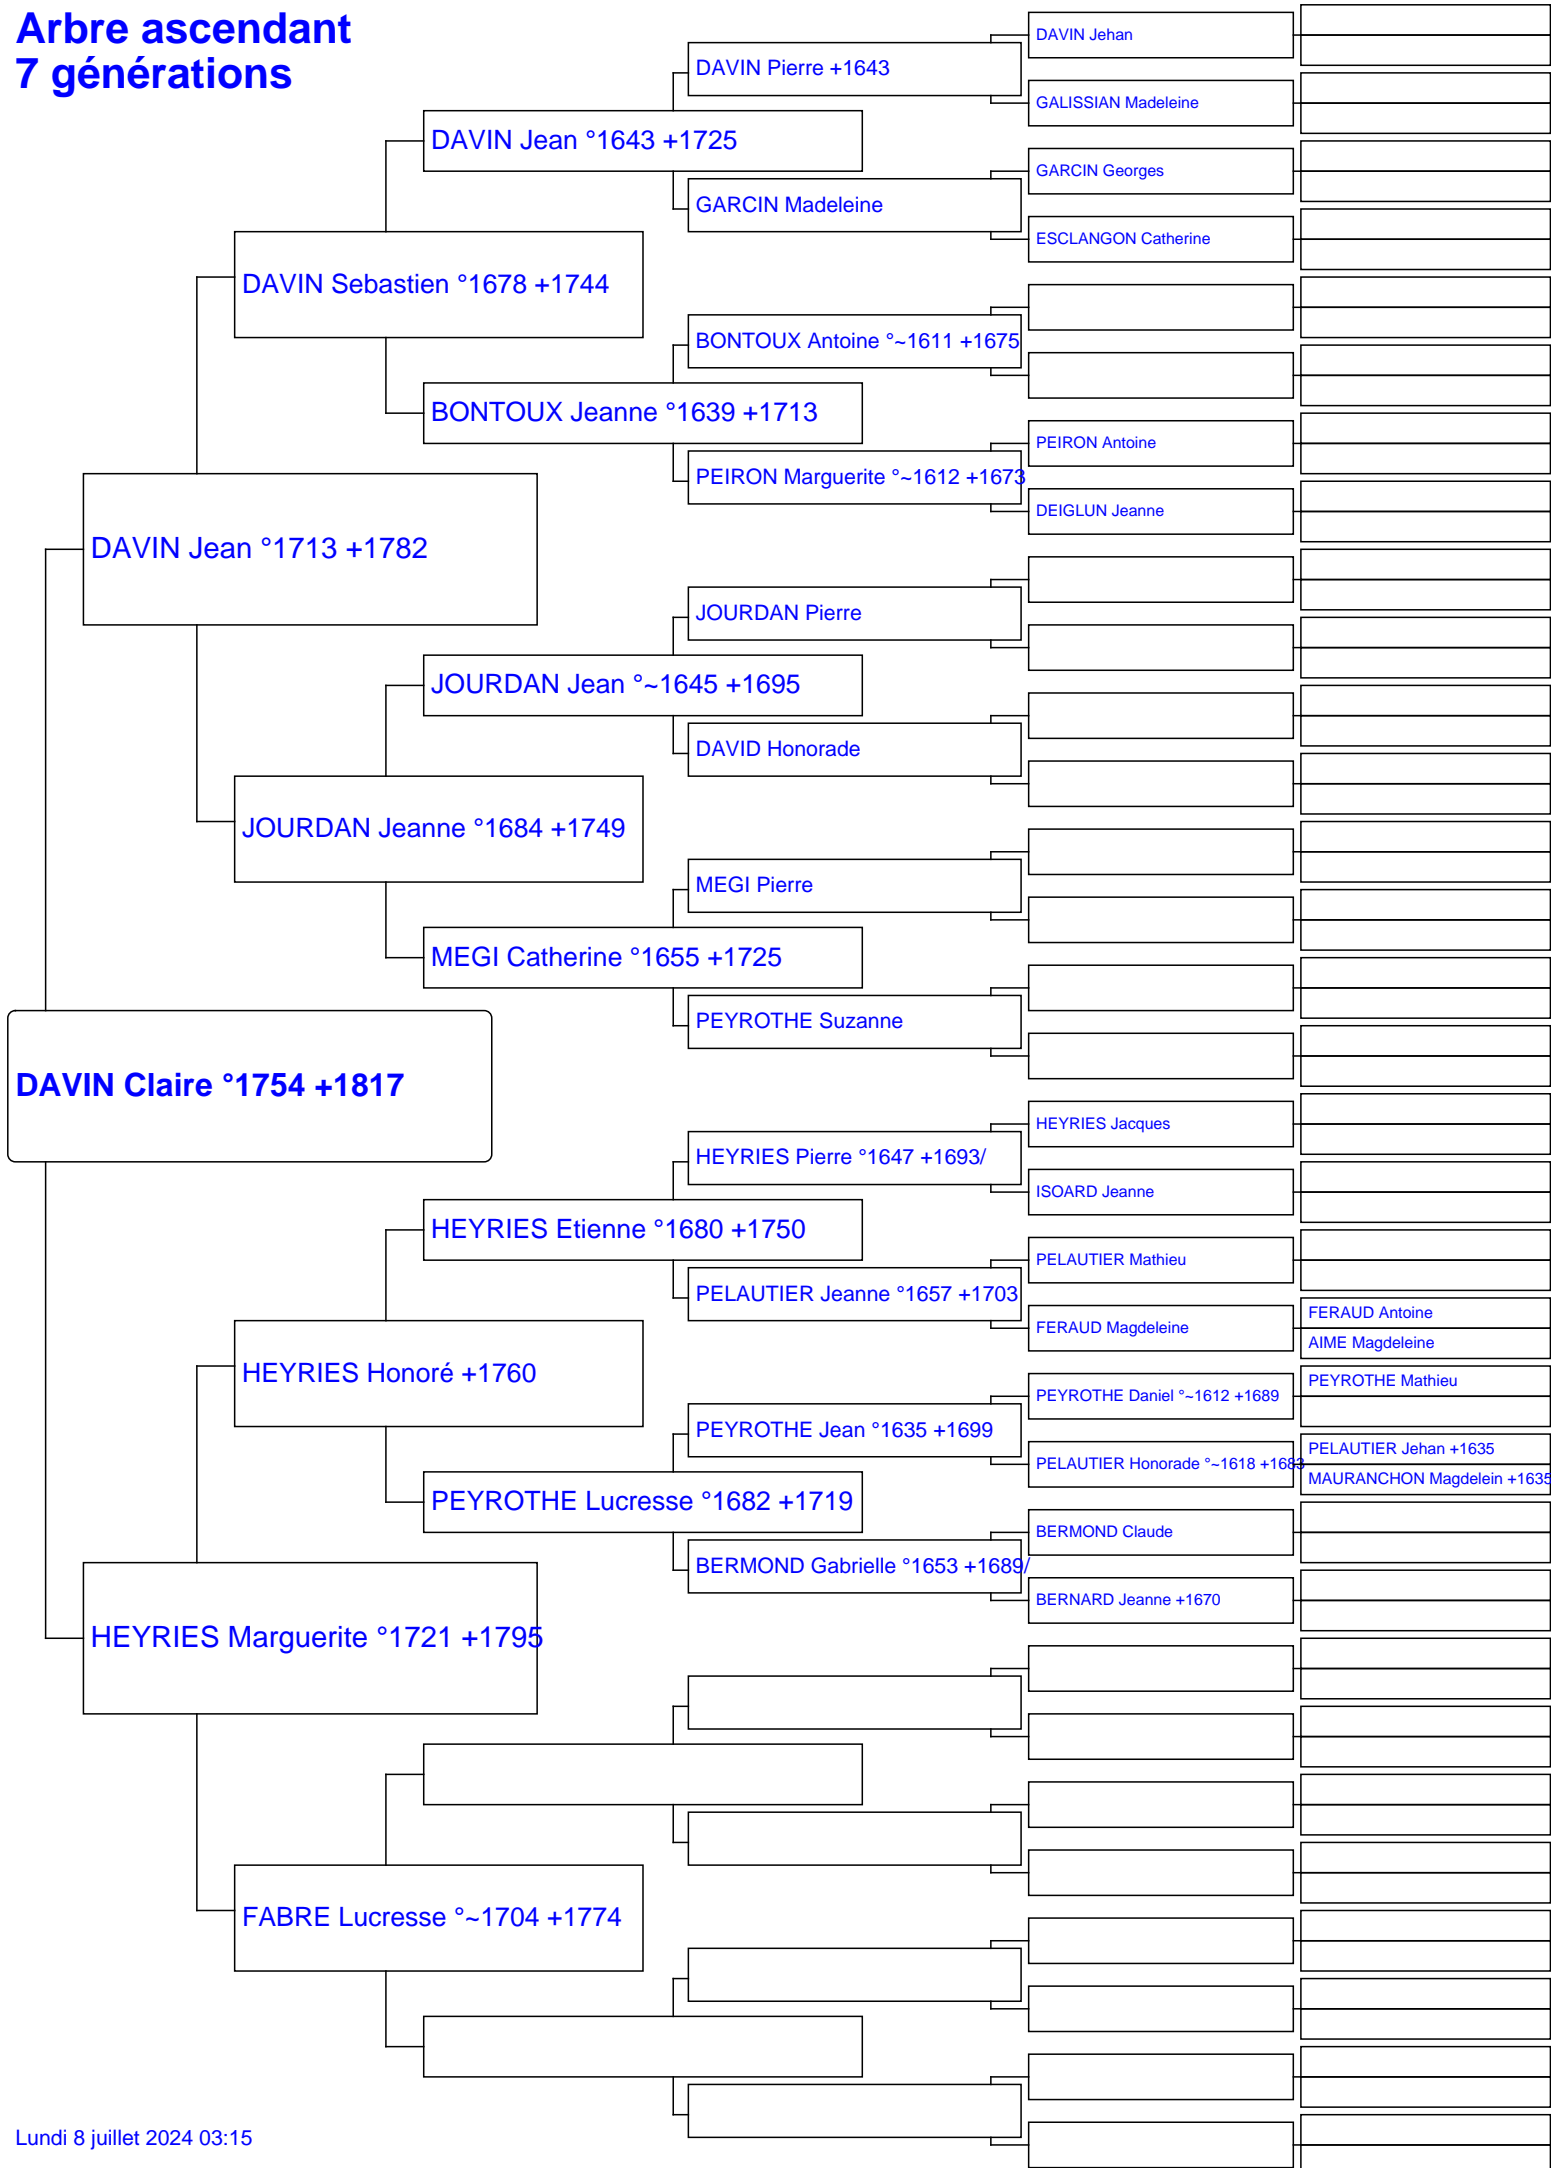 Arbre ascendant
7 générations
DAVIN Claire °1754 +1817
DAVIN Jean °1713 +1782
HEYRIES Marguerite °1721 +1795
DAVIN Sebastien °1678 +1744
JOURDAN Jeanne °1684 +1749
HEYRIES Honoré +1760
FABRE Lucresse °~1704 +1774
DAVIN Jean °1643 +1725
BONTOUX Jeanne °1639 +1713
JOURDAN Jean °~1645 +1695
MEGI Catherine °1655 +1725
HEYRIES Etienne °1680 +1750
PEYROTHE Lucresse °1682 +1719
DAVIN Pierre +1643
GARCIN Madeleine
BONTOUX Antoine °~1611 +1675
PEIRON Marguerite °~1612 +1673
JOURDAN Pierre
DAVID Honorade
MEGI Pierre
PEYROTHE Suzanne
HEYRIES Pierre °1647 +1693/
PELAUTIER Jeanne °1657 +1703
PEYROTHE Jean °1635 +1699
BERMOND Gabrielle °1653 +1689/
DAVIN Jehan
GALISSIAN Madeleine
GARCIN Georges
ESCLANGON Catherine
PEIRON Antoine
DEIGLUN Jeanne
HEYRIES Jacques
ISOARD Jeanne
PELAUTIER Mathieu
FERAUD Magdeleine
PEYROTHE Daniel °~1612 +1689
PELAUTIER Honorade °~1618 +1683
BERMOND Claude
BERNARD Jeanne +1670
FERAUD Antoine
AIME Magdeleine
PEYROTHE Mathieu
PELAUTIER Jehan +1635
MAURANCHON Magdelein +1635
Lundi 8 juillet 2024 03:15